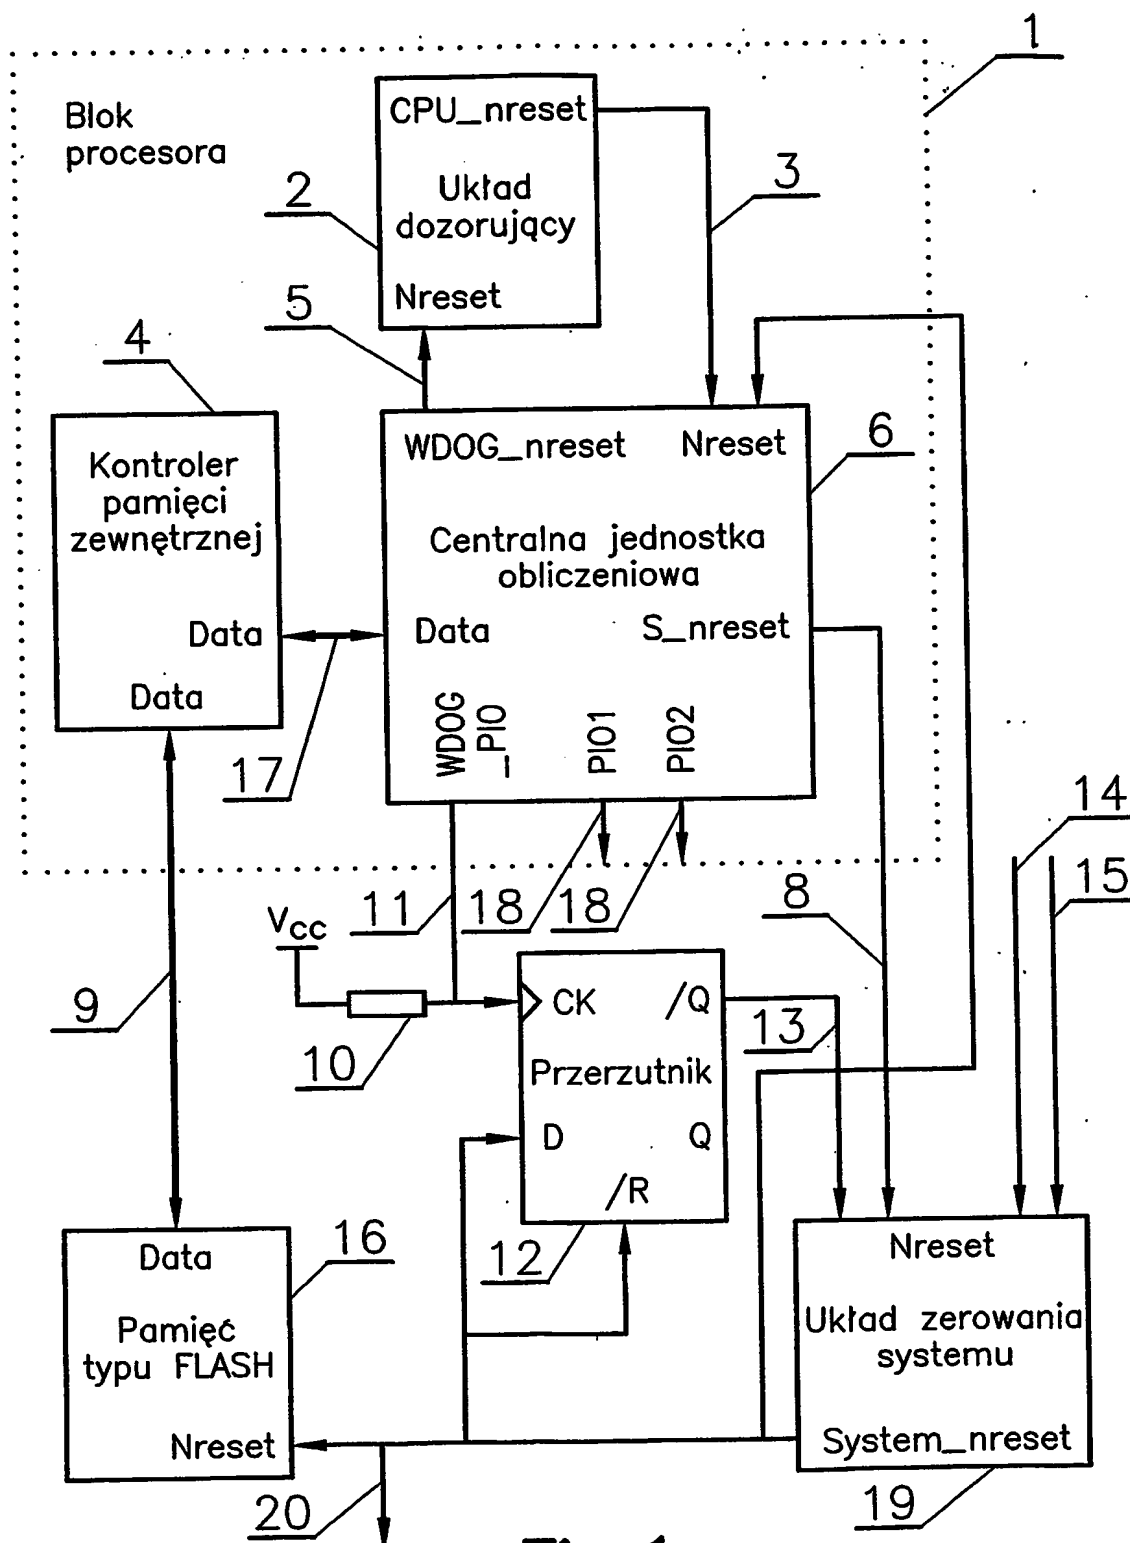 1
Blok
procesora
CPU_nreset
Układ
dozorujący
Nreset
2
3
5
4
Kontroler
pamięci
zewnętrznej
Data
Data
WDOG_nreset Nreset
6
Centralna jednostka
obliczeniowa
Data S_nreset
WDOG
_PIO
PIO1
PIO2
17
18
18
11
8
14
15
Vcc
9
10
CK /Q
13
Przerzutnik
D Q
/R
12
16
Data
Pamięć
typu FLASH
Nreset
Nreset
Układ zerowania
systemu
System_nreset
19
20